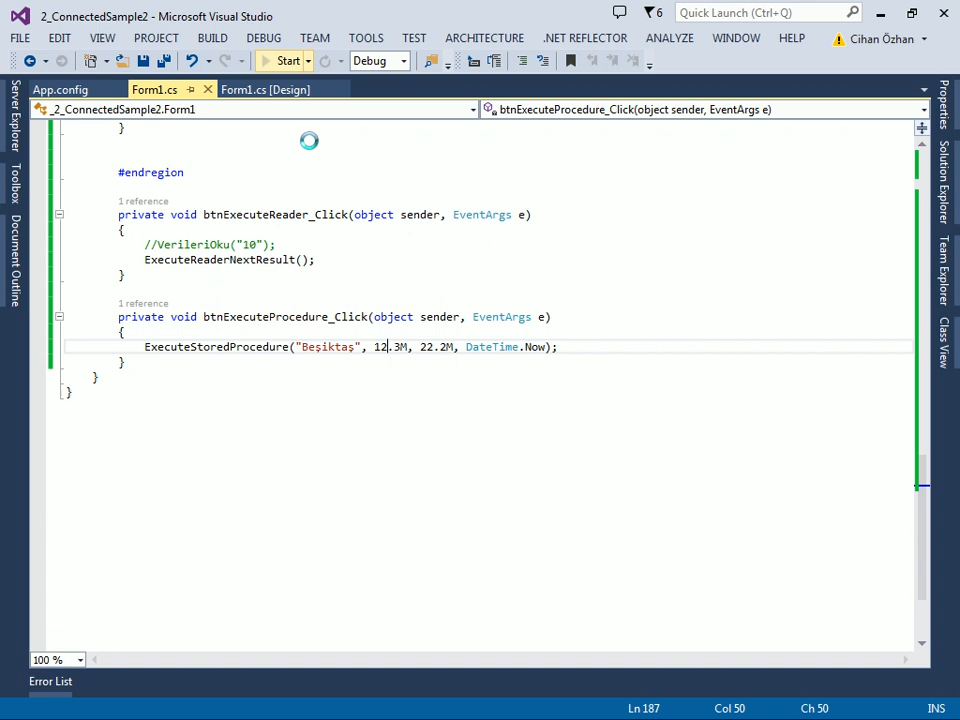 2_ConnectedSample2 - Microsoft Visual Studio
6
Quick Launch (Ctrl+Q)
FILE EDIT VIEW PROJECT BUILD DEBUG TEAM TOOLS TEST ARCHITECTURE .NET REFLECTOR ANALYZE WINDOW HELP
Cihan Özhan
Start
Debug
App.config
Form1.cs
Form1.cs [Design]
_2_ConnectedSample2.Form1
btnExecuteProcedure_Click(object sender, EventArgs e)
Server Explorer
Toolbox
Document Outline
Properties
Solution Explorer
Team Explorer
Class View
}
#endregion
1 reference
private void btnExecuteReader_Click(object sender, EventArgs e)
{
//VerileriOku("10");
ExecuteReaderNextResult();
}
1 reference
private void btnExecuteProcedure_Click(object sender, EventArgs e)
{
ExecuteStoredProcedure("Beşiktaş", 12.3M, 22.2M, DateTime.Now);
}
}
}
100 %
Error List
Ln 187
Col 50
Ch 50
INS